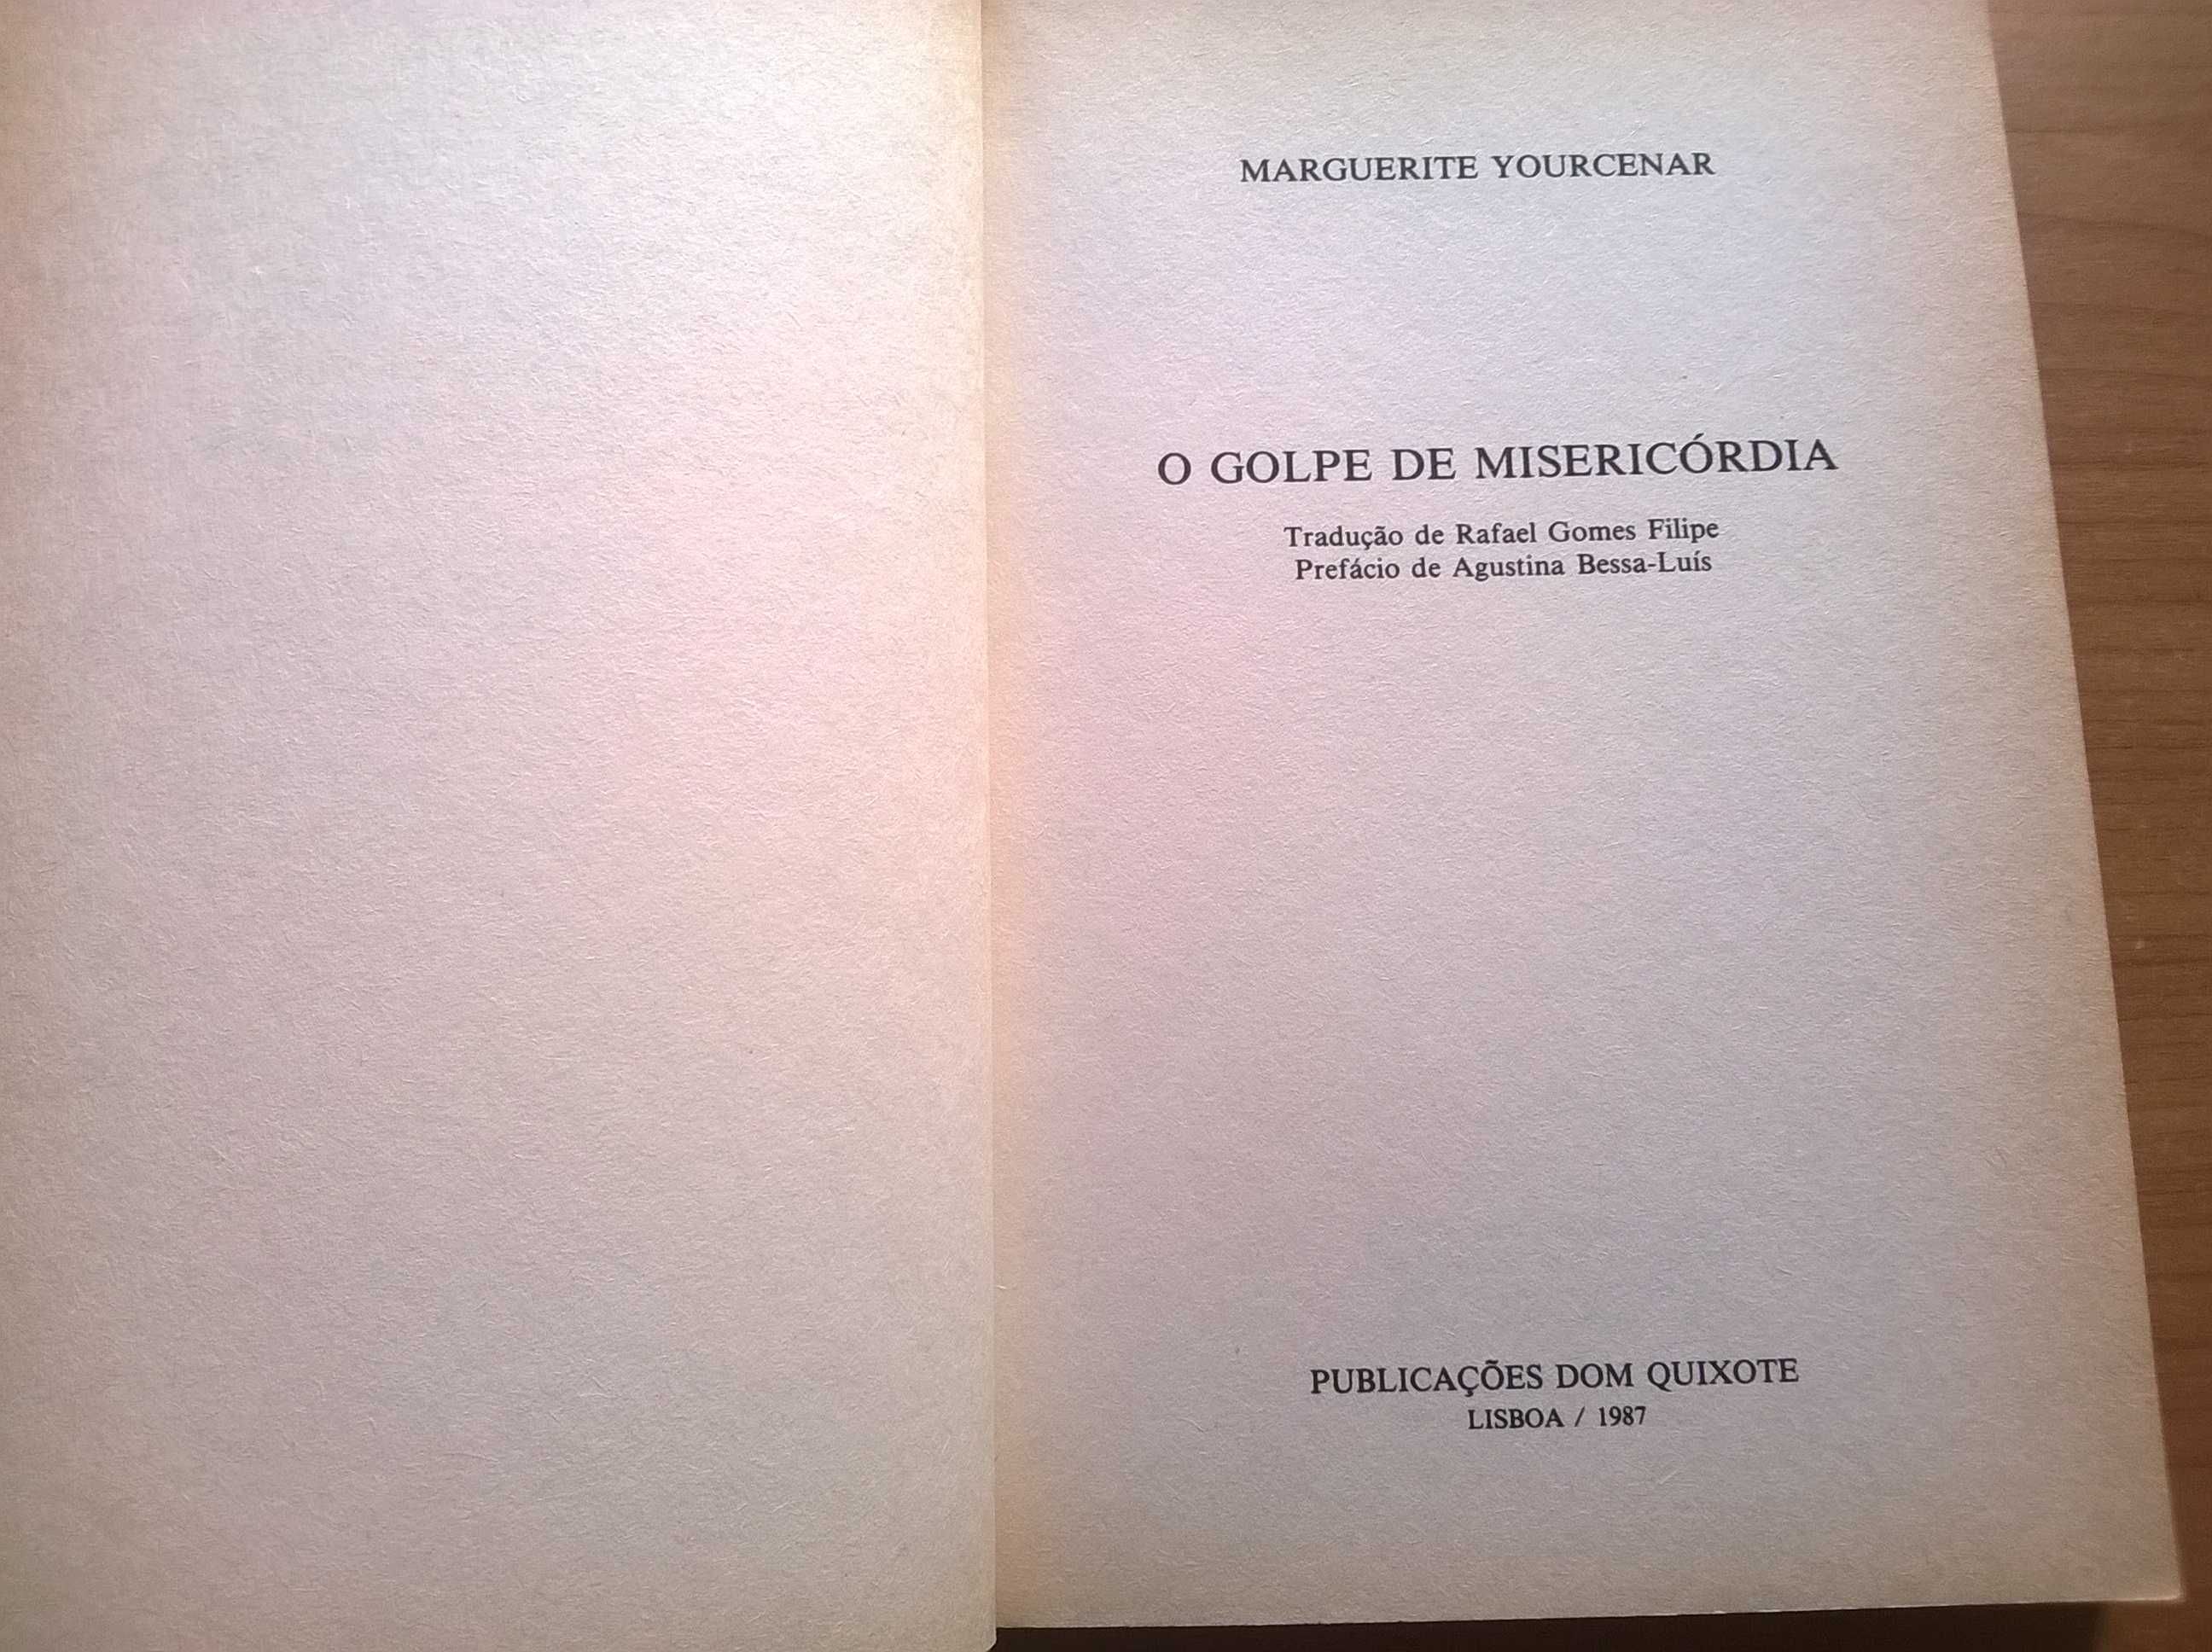 MARGUERITE YOURCENAR
O GOLPE DE MISERICÓRDIA
Tradução de Rafael Gomes Filipe
Prefácio de Agustina Bessa-Luís
PUBLICAÇÕES DOM QUIXOTE
LISBOA / 1987